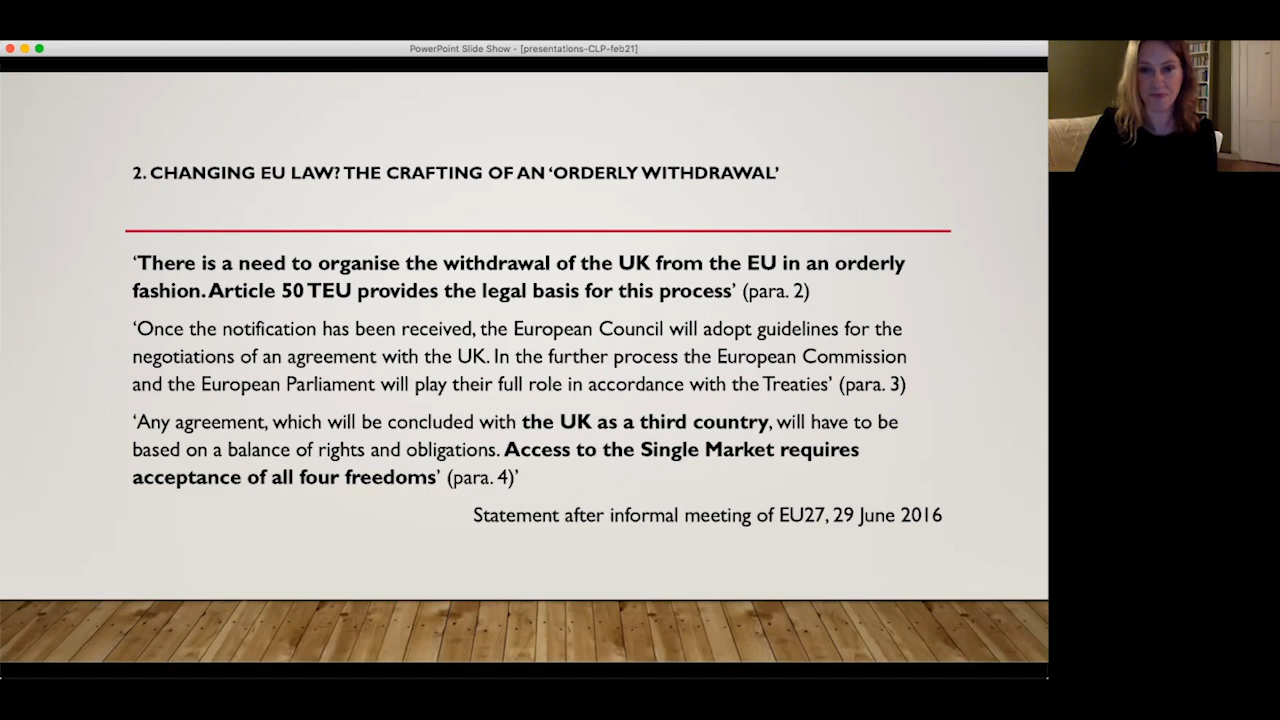 PowerPoint Slide Show - [presentations-CLP-feb21]
2. CHANGING EU LAW? THE CRAFTING OF AN ‘ORDERLY WITHDRAWAL’
‘There is a need to organise the withdrawal of the UK from the EU in an orderly
fashion. Article 50 TEU provides the legal basis for this process’ (para. 2)
‘Once the notification has been received, the European Council will adopt guidelines for the
negotiations of an agreement with the UK. In the further process the European Commission
and the European Parliament will play their full role in accordance with the Treaties’ (para. 3)
‘Any agreement, which will be concluded with the UK as a third country, will have to be
based on a balance of rights and obligations. Access to the Single Market requires
acceptance of all four freedoms’ (para. 4)’
Statement after informal meeting of EU27, 29 June 2016